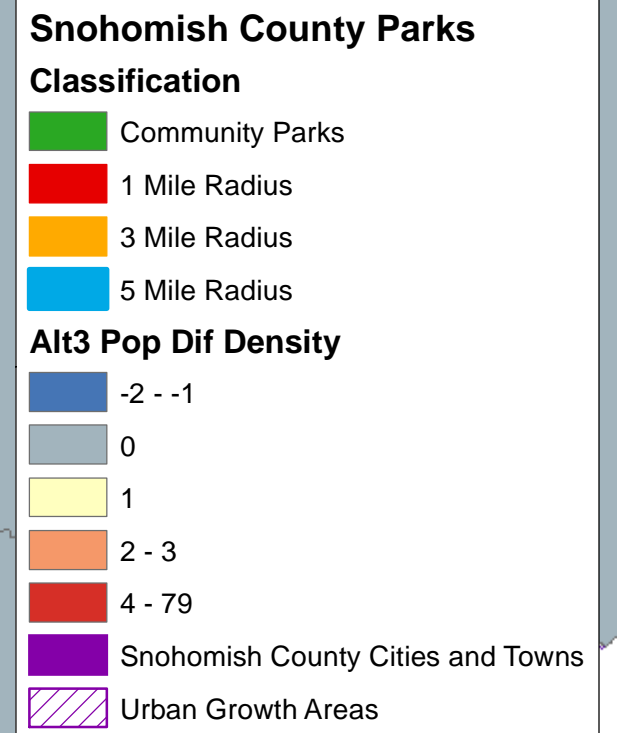 Snohomish County Parks
Classification
Community Parks
1 Mile Radius
3 Mile Radius
5 Mile Radius
Alt3 Pop Dif Density
-2 - -1
0
1
2 - 3
4 - 79
Snohomish County Cities and Towns
Urban Growth Areas